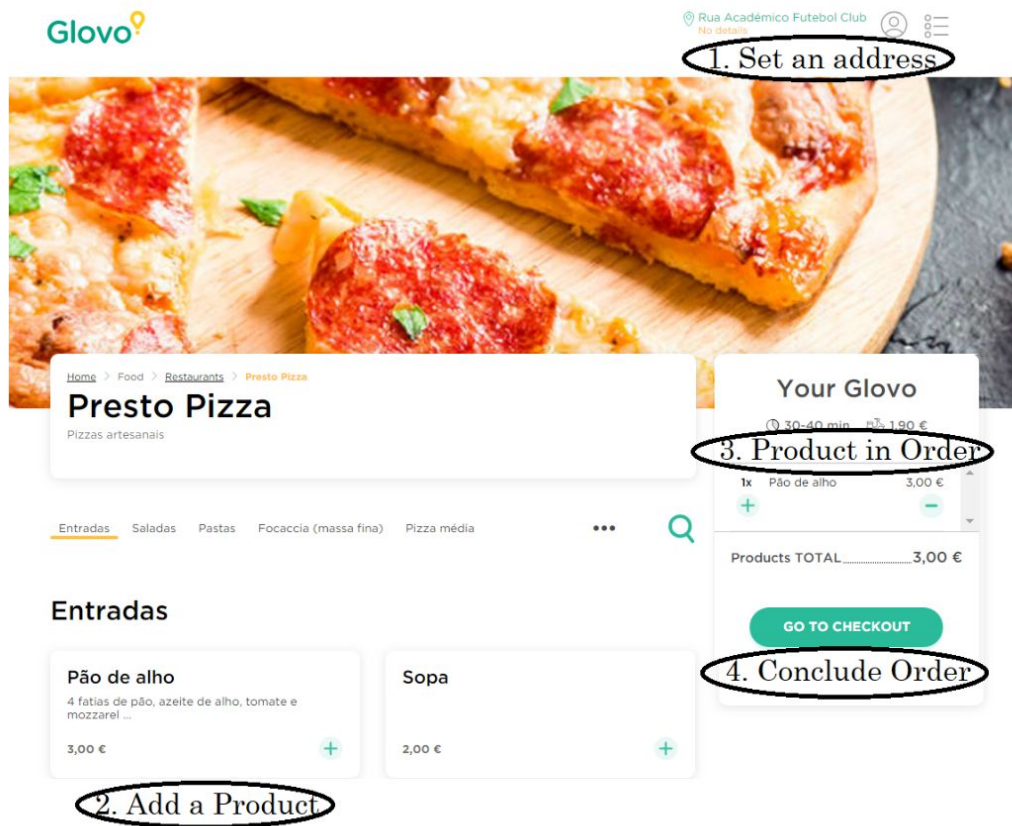 Glovo
Rua Académico Futebol Club
No details
1. Set an address
Home > Food > Restaurants > Presto Pizza
Presto Pizza
Pizzas artesanais
Your Glovo
30-40 min 1,90 €
3. Product in Order
1x Pão de alho 3,00 €
Products TOTAL 3,00 €
GO TO CHECKOUT
4. Conclude Order
Entradas Saladas Pastas Focaccia (massa fina) Pizza média •••
Entradas
Pão de alho
4 fatias de pão, azeite de alho, tomate e
mozzarel ...
3,00 €
Sopa
2,00 €
2. Add a Product